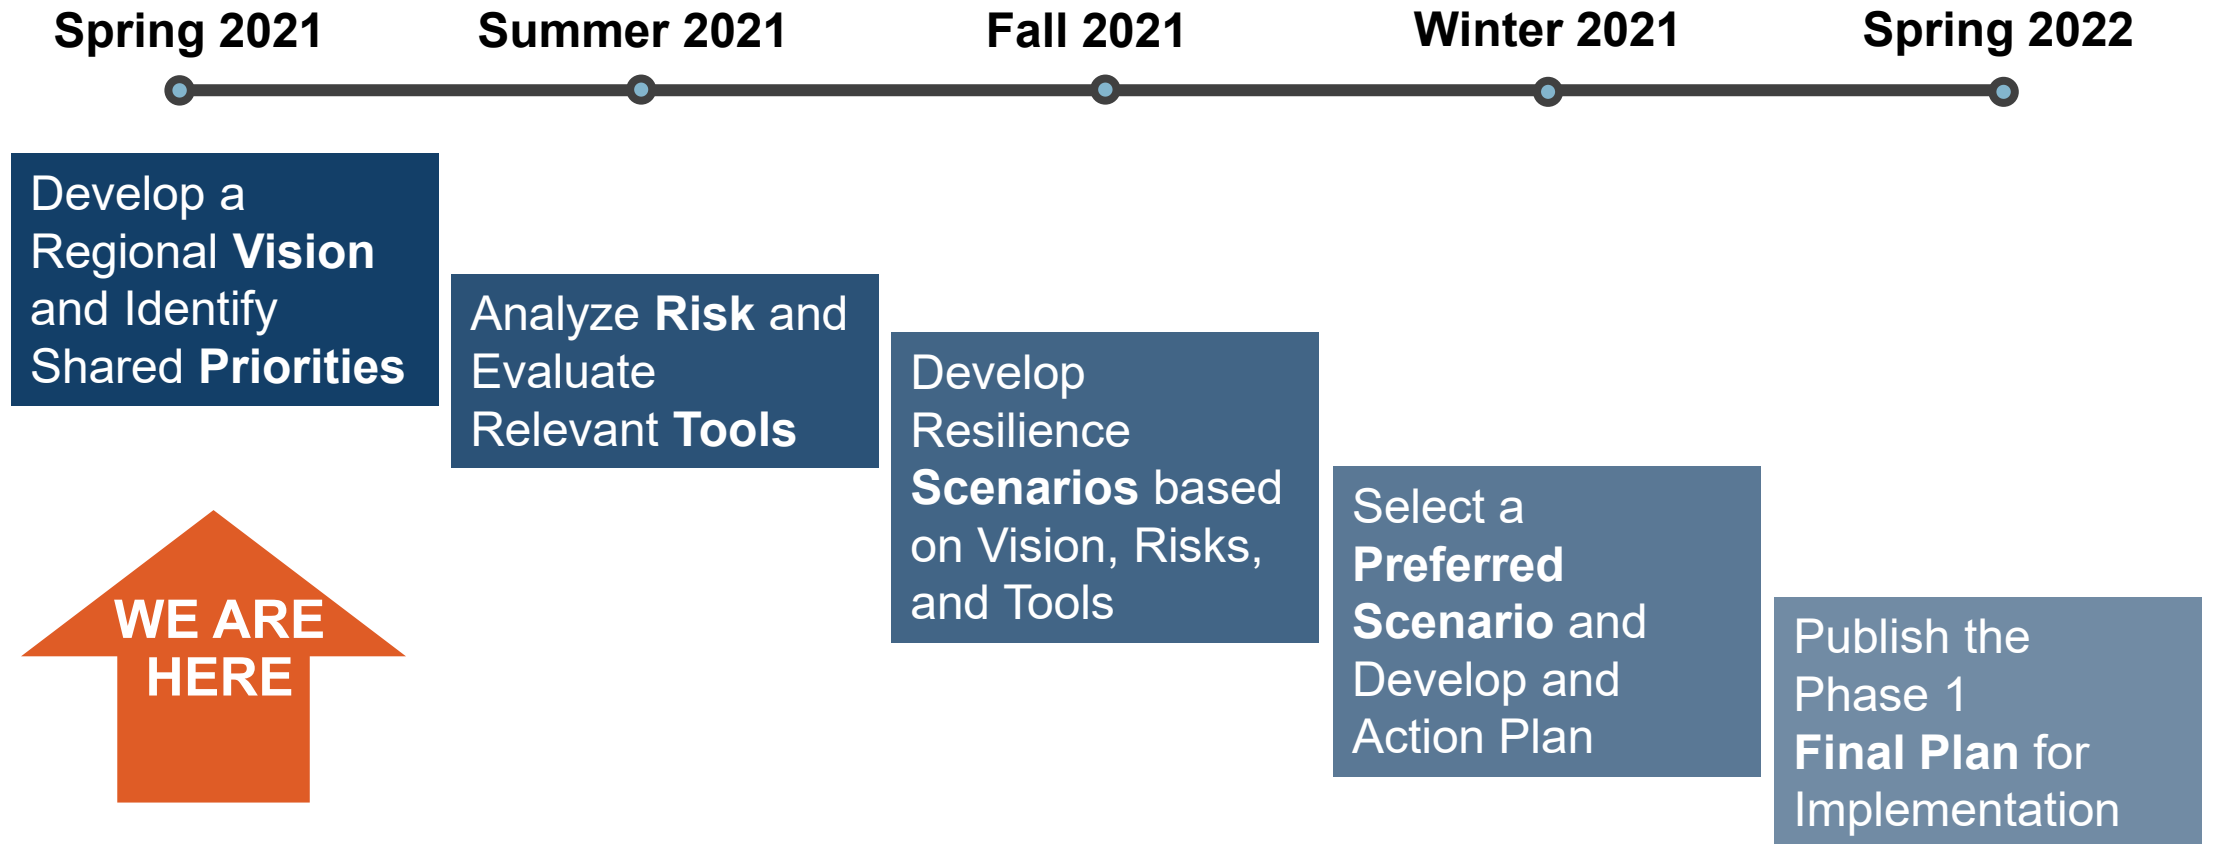 Spring 2021
Summer 2021
Fall 2021
Winter 2021
Spring 2022
Develop a
Regional Vision
and Identify
Shared Priorities
Analyze Risk and
Evaluate
Relevant Tools
Develop
Resilience
Scenarios based
on Vision, Risks,
and Tools
Select a
Preferred
Scenario and
Develop and
Action Plan
Publish the
Phase 1
Final Plan for
Implementation
WE ARE
HERE